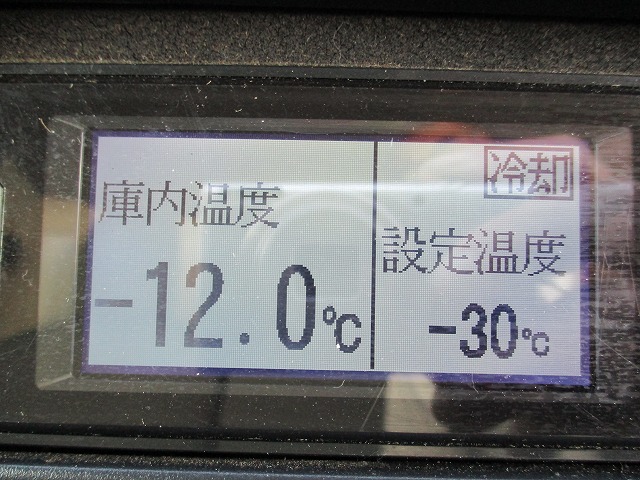 庫内温度
-12.0℃
冷却
設定温度
-30℃